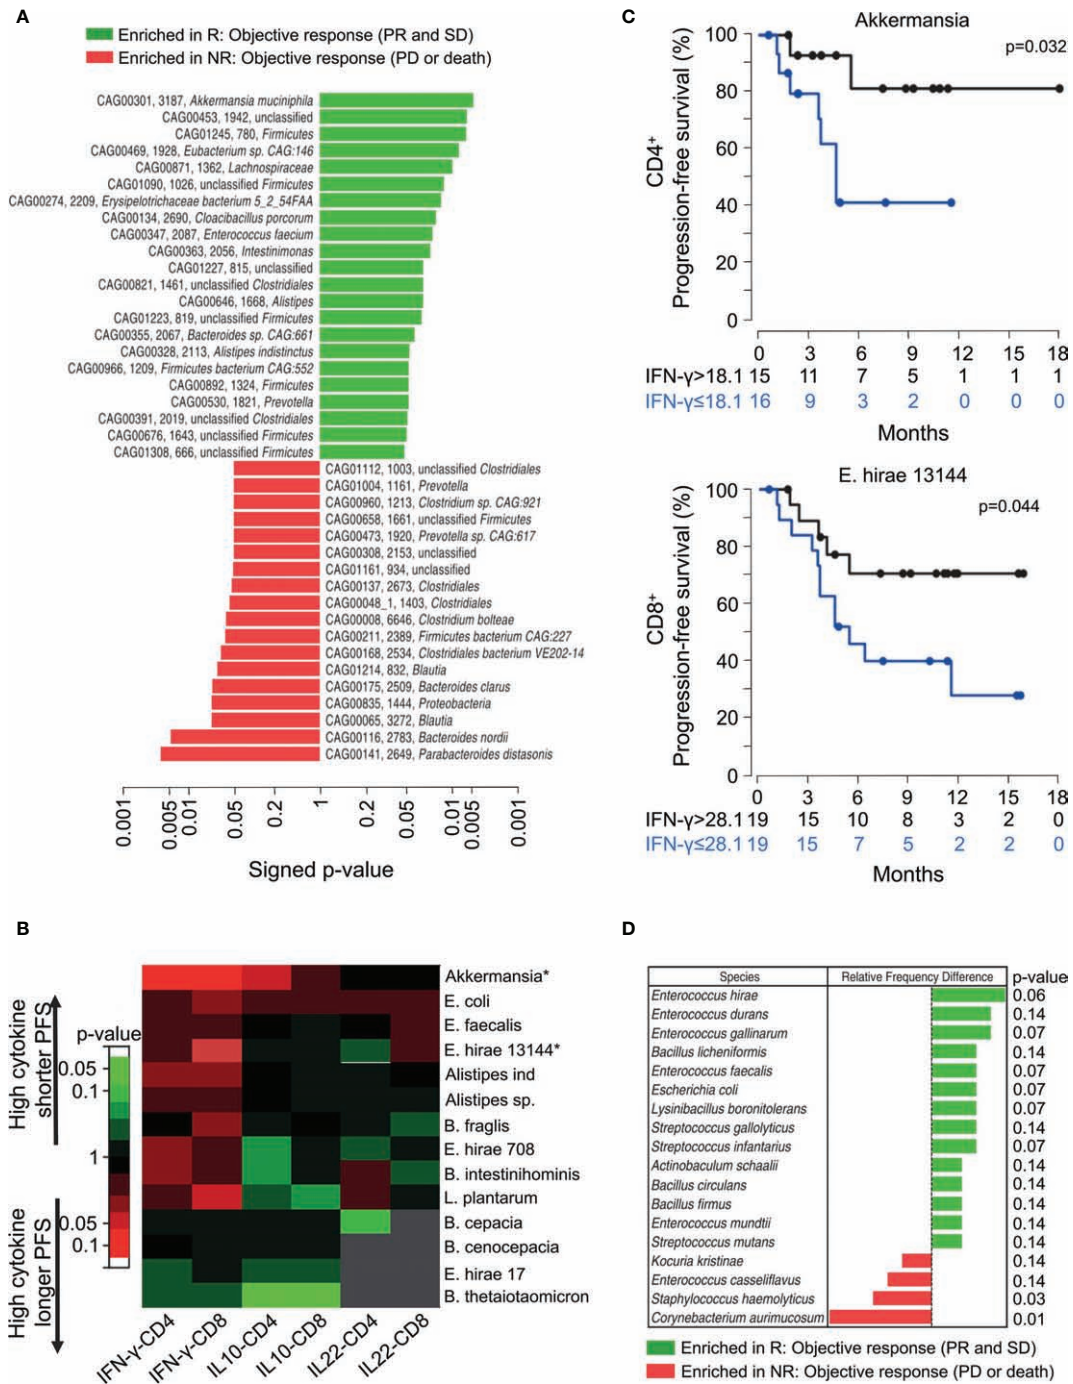 A
Enriched in R: Objective response (PR and SD)
Enriched in NR: Objective response (PD or death)
CAG00301, 3187, Akkermansia muciniphila
CAG00453, 1942, unclassified
CAG01245, 780, Firmicutes
CAG00469, 1928, Eubacterium sp. CAG:146
CAG00871, 1362, Lachnospiraceae
CAG01090, 1026, unclassified Firmicutes
CAG00274, 2209, Erysipelotrichaceae bacterium 5_2_54FAA
CAG00134, 2690, Cloacibacillus porcorum
CAG00347, 2087, Enterococcus faecium
CAG00363, 2056, Intestinimonas
CAG01227, 815, unclassified
CAG00821, 1461, unclassified Clostridiales
CAG00646, 1668, Alistipes
CAG01223, 819, unclassified Firmicutes
CAG00355, 2067, Bacteroides sp. CAG:661
CAG00328, 2113, Alistipes indistinctus
CAG00966, 1209, Firmicutes bacterium CAG:552
CAG00892, 1324, Firmicutes
CAG00530, 1821, Prevotella
CAG00391, 2019, unclassified Clostridiales
CAG00676, 1643, unclassified Firmicutes
CAG01308, 666, unclassified Firmicutes
CAG01112, 1003, unclassified Clostridiales
CAG01004, 1161, Prevotella
CAG00960, 1213, Clostridium sp. CAG:921
CAG00658, 1661, unclassified Firmicutes
CAG00473, 1920, Prevotella sp. CAG:617
CAG00308, 2153, unclassified
CAG01161, 934, unclassified
CAG00137, 2673, Clostridiales
CAG00048_1, 1403, Clostridiales
CAG00008, 6646, Clostridium bolteae
CAG00211, 2389, Firmicutes bacterium CAG:227
CAG00168, 2534, Clostridiales bacterium VE202-14
CAG01214, 832, Blautia
CAG00175, 2509, Bacteroides clarus
CAG00835, 1444, Proteobacteria
CAG00065, 3272, Blautia
CAG00116, 2783, Bacteroides nordii
CAG00141, 2649, Parabacteroides distasonis
0.001 0.005 0.01 0.05 0.2 1 0.2 0.05 0.01 0.005 0.001
Signed p-value
C
Akkermansia
p=0.032
CD4+
Progression-free survival (%)
100
80
60
40
20
0
0 3 6 9 12 15 18
IFN-γ>18.1 15 11 7 5 1 1 1
IFN-γ≤18.1 16 9 3 2 0 0 0
Months
E. hirae 13144
p=0.044
CD8+
Progression-free survival (%)
100
80
60
40
20
0
0 3 6 9 12 15 18
IFN-γ>28.1 19 15 10 8 3 2 0
IFN-γ≤28.1 19 15 7 5 2 2 0
Months
B
High cytokine
shorter PFS
High cytokine
longer PFS
p-value
0.05
0.1
1
0.05
0.1
Akkermansia*
E. coli
E. faecalis
E. hirae 13144*
Alistipes ind
Alistipes sp.
B. fraglis
E. hirae 708
B. intestinihominis
L. plantarum
B. cepacia
B. cenocepacia
E. hirae 17
B. thetaiotaomicron
IFN-γ-CD4
IFN-γ-CD8
IL10-CD4
IL10-CD8
IL22-CD4
IL22-CD8
D
Species Relative Frequency Difference p-value
Enterococcus hirae 0.06
Enterococcus durans 0.14
Enterococcus gallinarum 0.07
Bacillus licheniformis 0.14
Enterococcus faecalis 0.07
Escherichia coli 0.07
Lysinibacillus boronitolerans 0.07
Streptococcus gallolyticus 0.14
Streptococcus infantarius 0.07
Actinobaculum schaalii 0.14
Bacillus circulans 0.14
Bacillus firmus 0.14
Enterococcus mundtii 0.14
Streptococcus mutans 0.14
Kocuria kristinae 0.14
Enterococcus casseliflavus 0.14
Staphylococcus haemolyticus 0.03
Corynebacterium aurimucosum 0.01
Enriched in R: Objective response (PR and SD)
Enriched in NR: Objective response (PD or death)